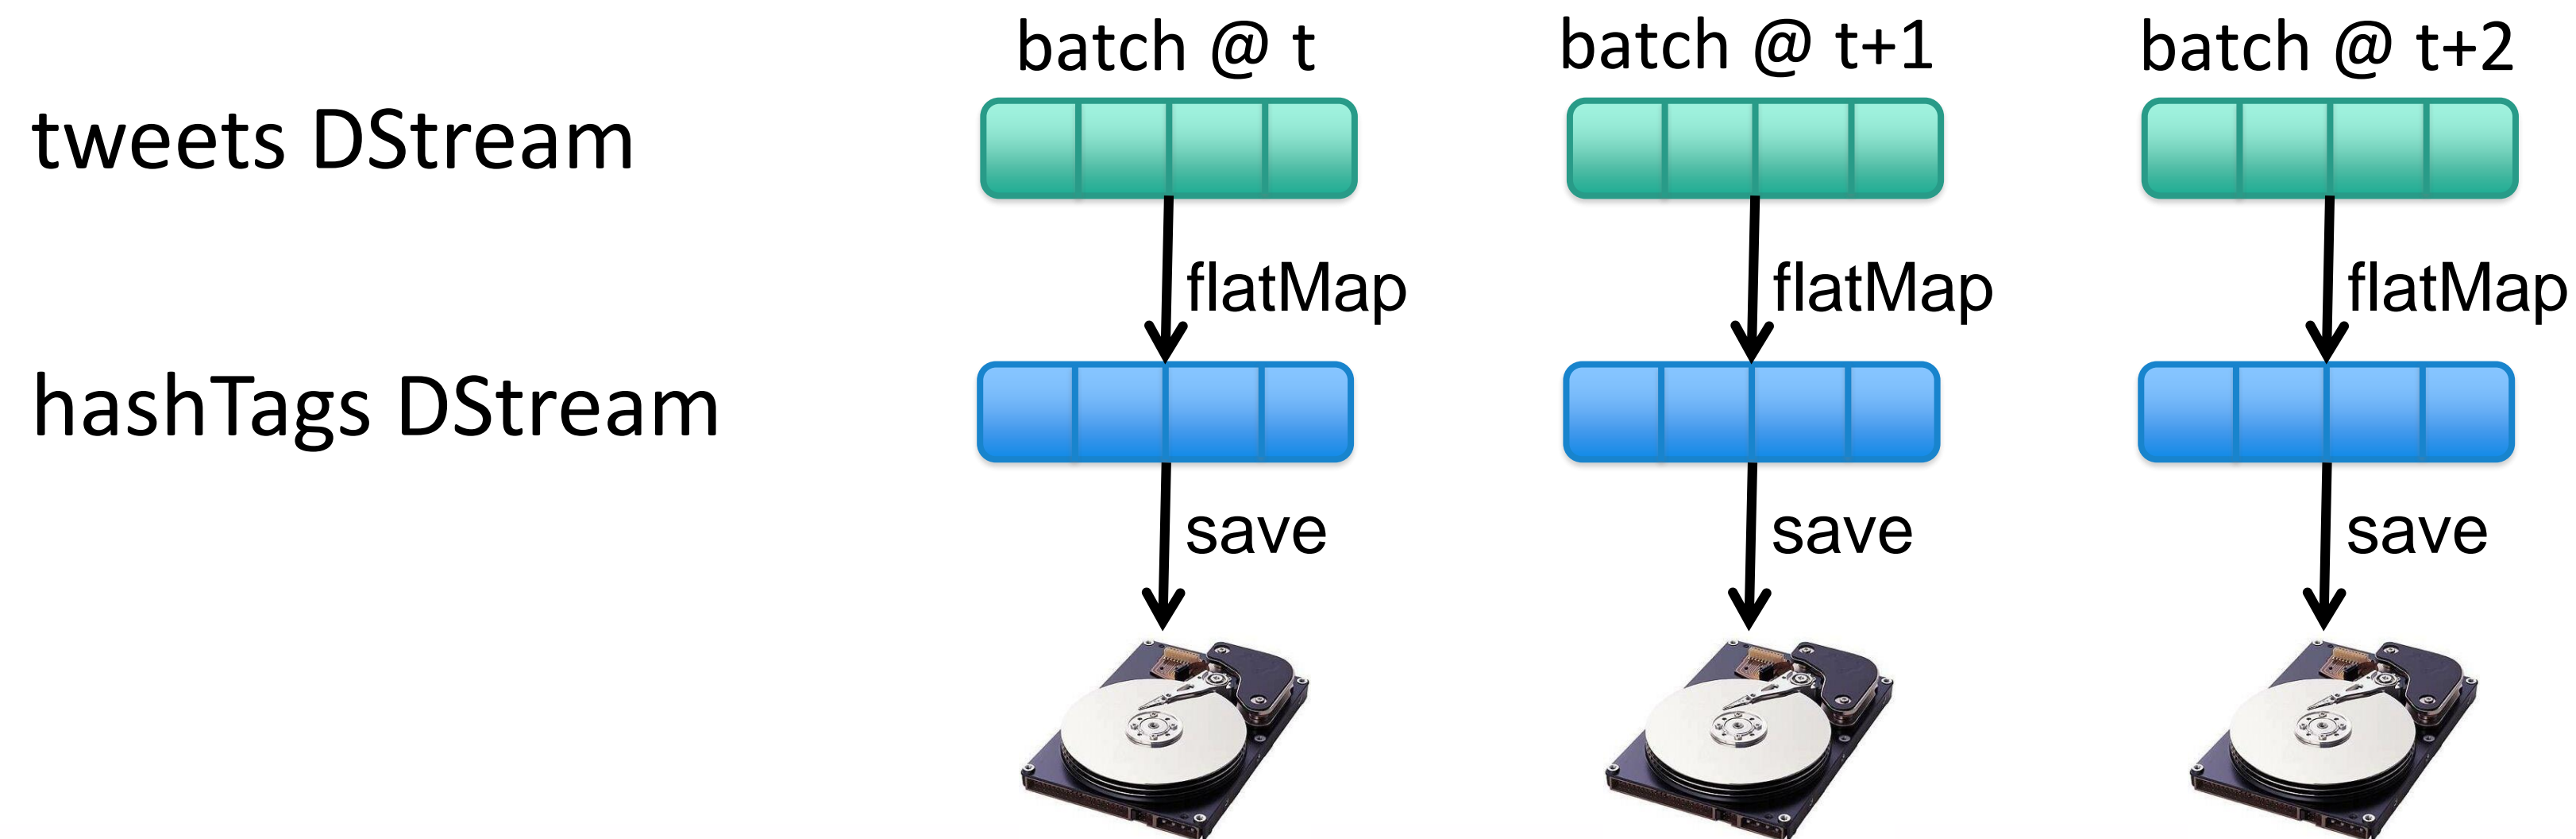 batch @ t
batch @ t+1
batch @ t+2
tweets DStream
flatMap
flatMap
flatMap
hashTags DStream
save
save
save